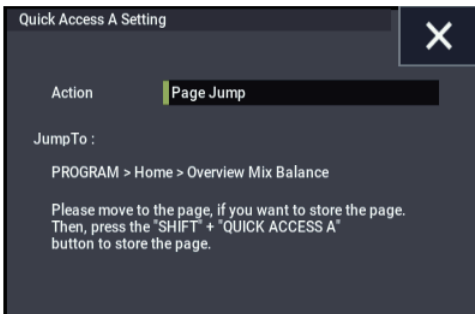 Quick Access A Setting
Action Page Jump
JumpTo :
PROGRAM > Home > Overview Mix Balance
Please move to the page, if you want to store the page.
Then, press the "SHIFT" + "QUICK ACCESS A"
button to store the page.